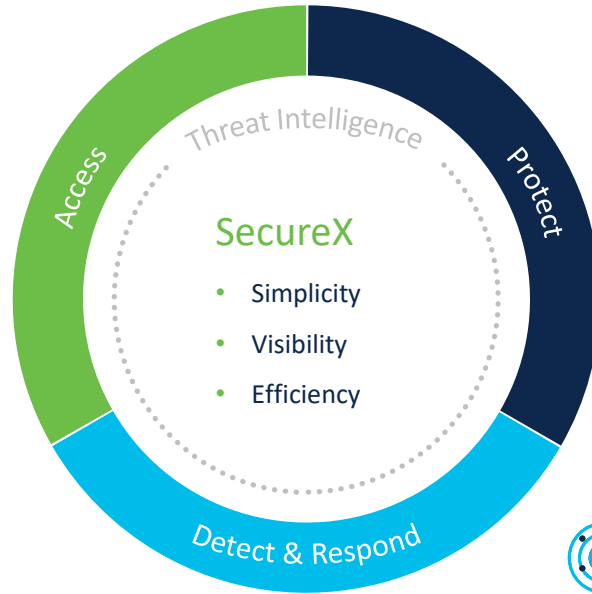 Threat Intelligence
Access
Protect
SecureX
• Simplicity
• Visibility
• Efficiency
Detect & Respond